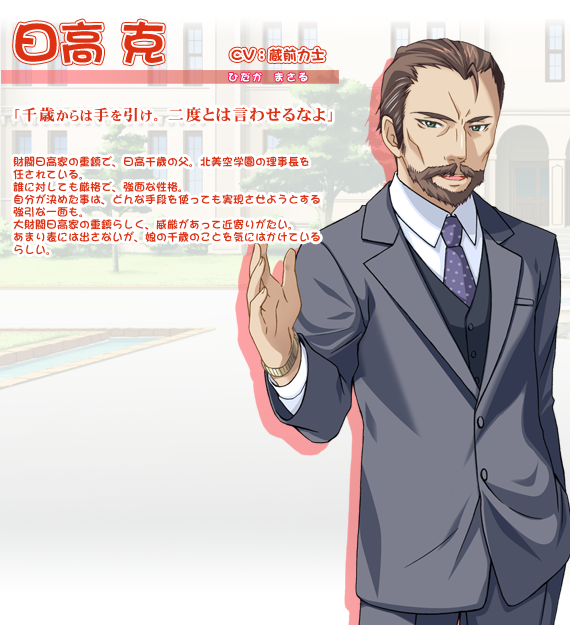 日高 克
CV：蔵前力士
ひだか まさる
「千歳からは手を引け。二度とは言わせるなよ」
財閥日高家の重鎮で、日高千歳の父。北美空学園の理事長も
任されている。
誰に対しても厳格で、強面な性格。
自分が決めた事は、どんな手段を使っても実現させようとする
強引な一面も。
大財閥日高家の重鎮らしく、威厳があって近寄りがたい。
あまり表には出さないが、娘の千歳のことを気にはかけている
らしい。